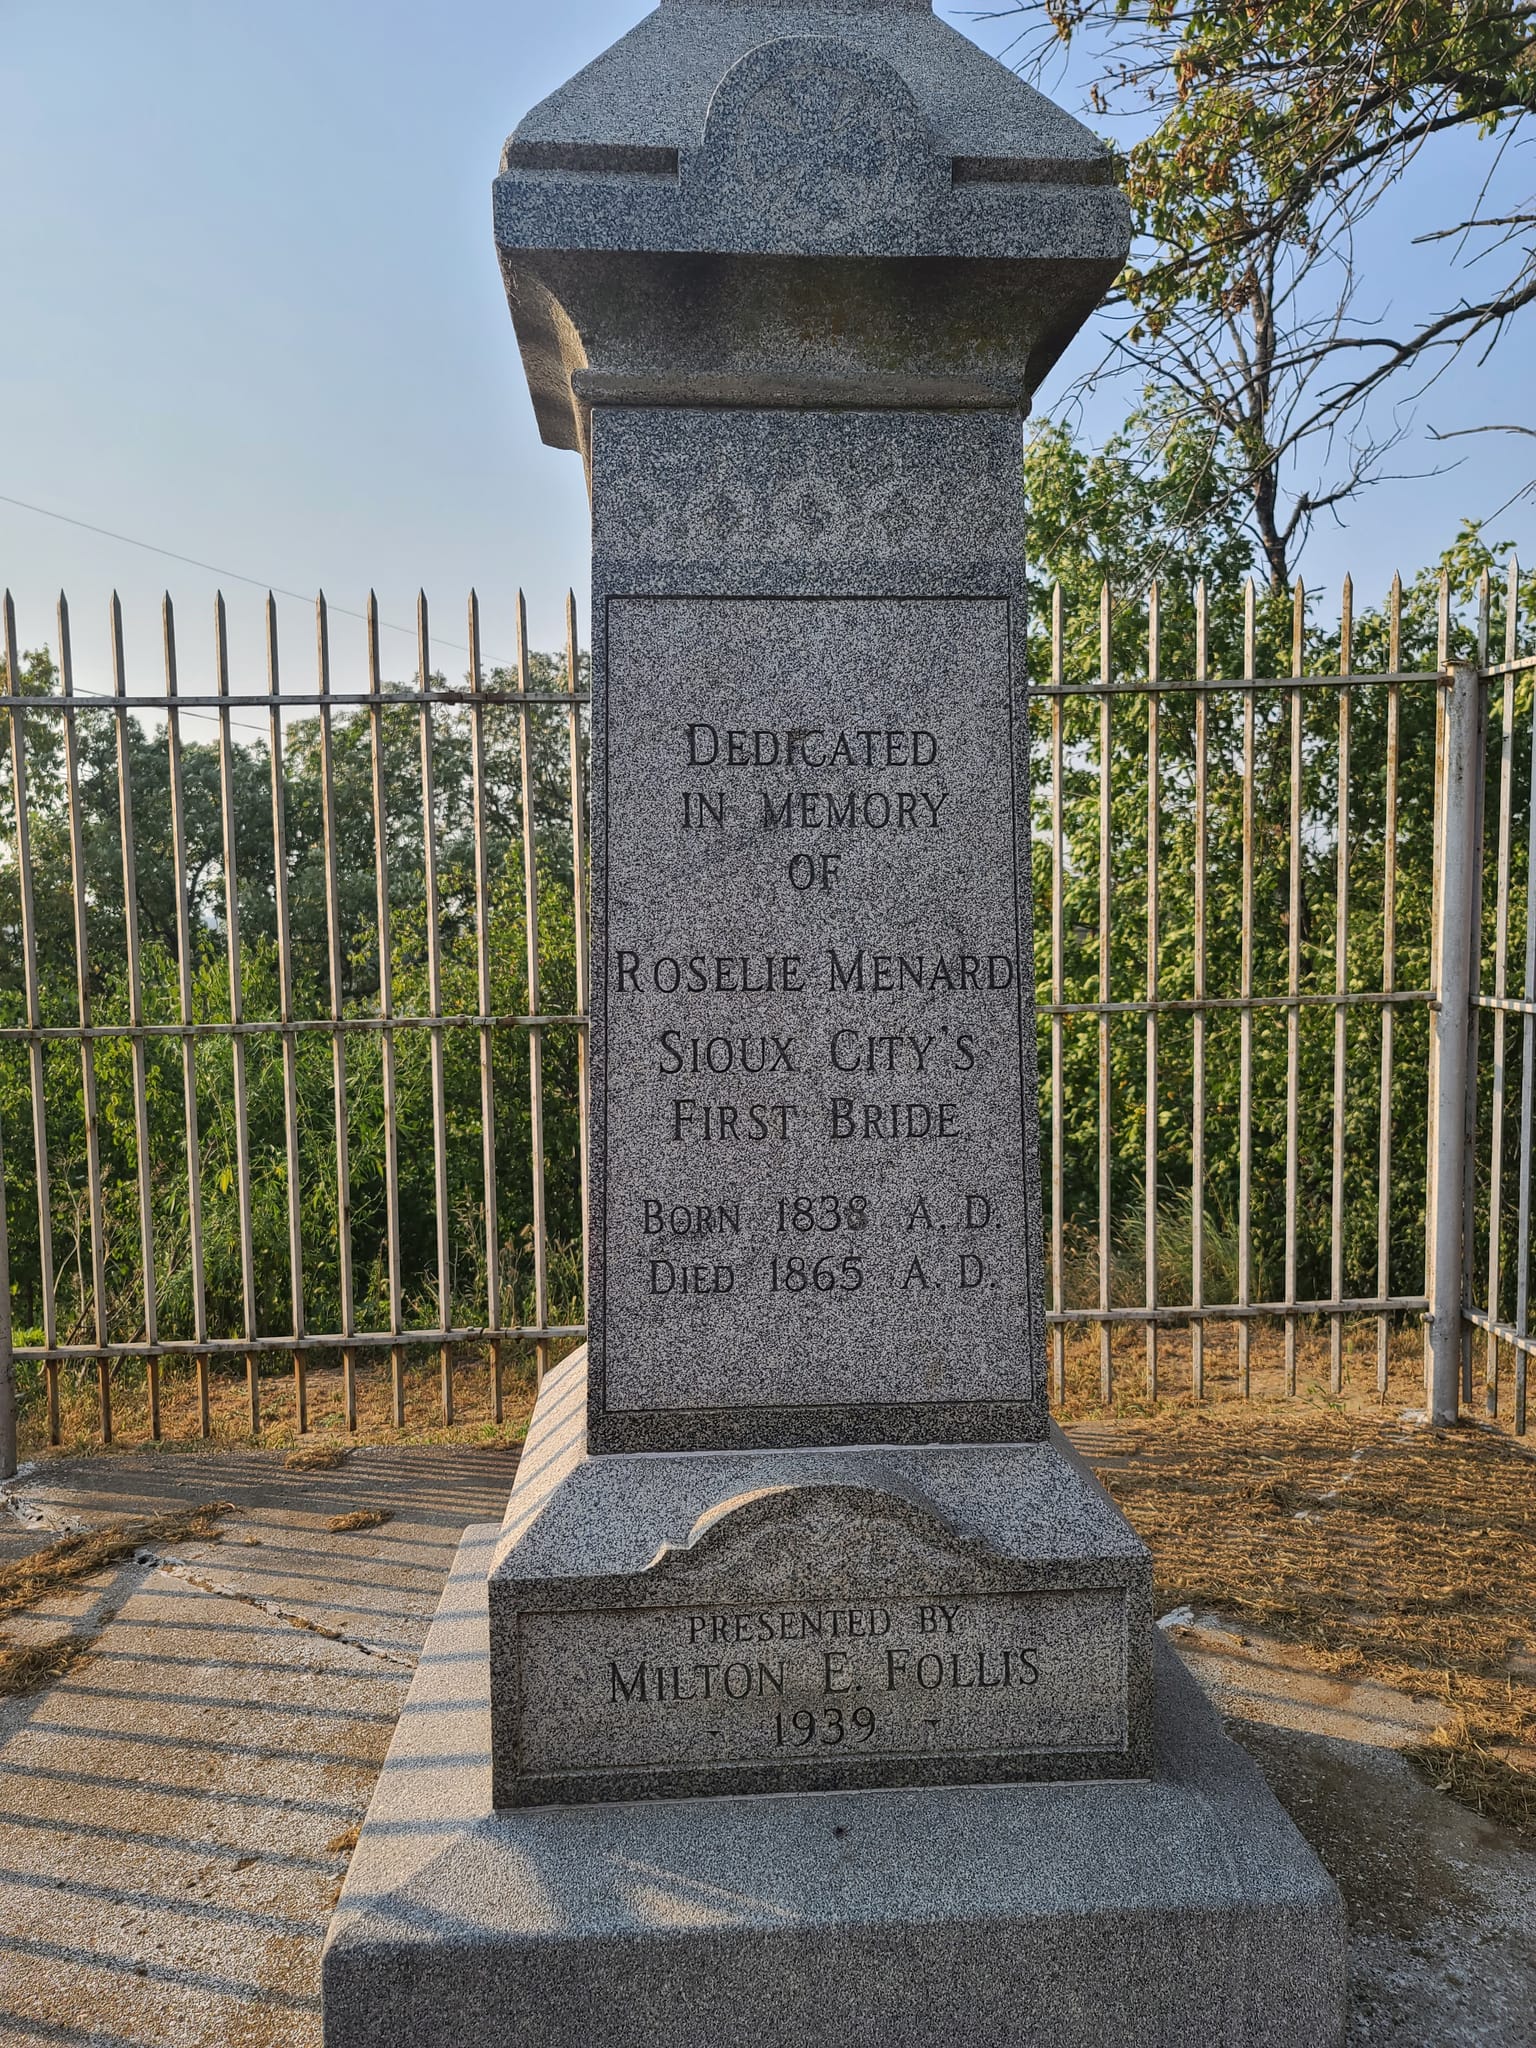 DEDICATED
IN MEMORY
OF
ROSELIE MENARD
SIOUX CITY'S
FIRST BRIDE
BORN 1838 A. D.
DIED 1865 A. D.
PRESENTED BY
MILTON E. FOLLIS
- 1939 -